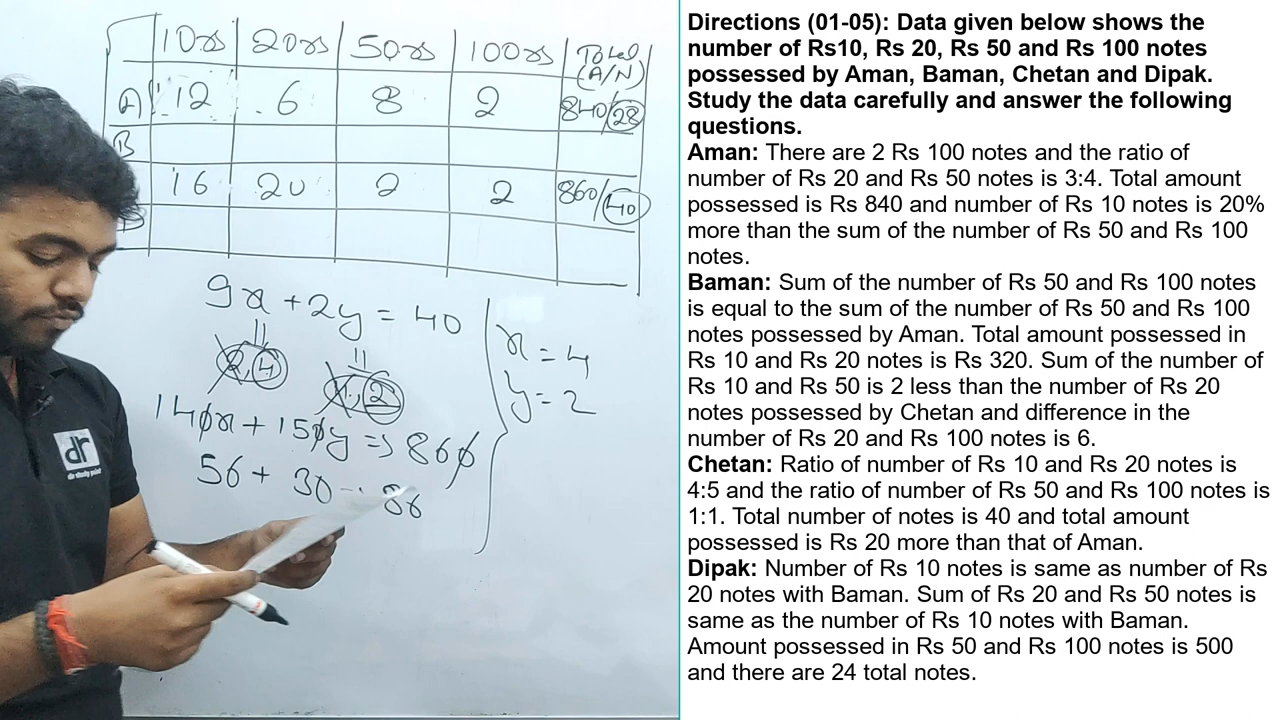 10rs 20rs 50rs 100rs Total (A/N)
A 12 6 8 2 840/28
B
16 20 2 2 860/40
D
9x + 2y = 40
2, 4
1, 2
x = 4
y = 2
140x + 150y => 860
56 + 30 86
dr
dr study point
Directions (01-05): Data given below shows the
number of Rs10, Rs 20, Rs 50 and Rs 100 notes
possessed by Aman, Baman, Chetan and Dipak.
Study the data carefully and answer the following
questions.
Aman: There are 2 Rs 100 notes and the ratio of
number of Rs 20 and Rs 50 notes is 3:4. Total amount
possessed is Rs 840 and number of Rs 10 notes is 20%
more than the sum of the number of Rs 50 and Rs 100
notes.
Baman: Sum of the number of Rs 50 and Rs 100 notes
is equal to the sum of the number of Rs 50 and Rs 100
notes possessed by Aman. Total amount possessed in
Rs 10 and Rs 20 notes is Rs 320. Sum of the number of
Rs 10 and Rs 50 is 2 less than the number of Rs 20
notes possessed by Chetan and difference in the
number of Rs 20 and Rs 100 notes is 6.
Chetan: Ratio of number of Rs 10 and Rs 20 notes is
4:5 and the ratio of number of Rs 50 and Rs 100 notes is
1:1. Total number of notes is 40 and total amount
possessed is Rs 20 more than that of Aman.
Dipak: Number of Rs 10 notes is same as number of Rs
20 notes with Baman. Sum of Rs 20 and Rs 50 notes is
same as the number of Rs 10 notes with Baman.
Amount possessed in Rs 50 and Rs 100 notes is 500
and there are 24 total notes.